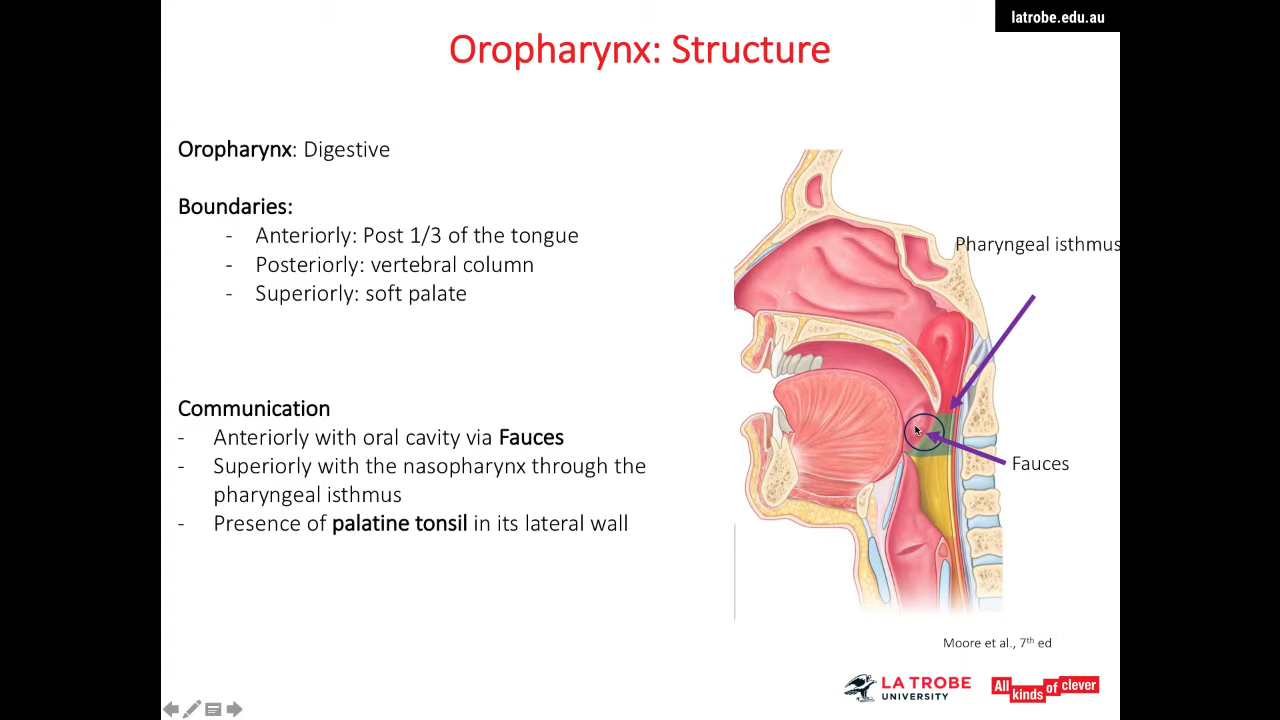 latrobe.edu.au
Oropharynx: Structure
Oropharynx: Digestive
Boundaries:
- Anteriorly: Post 1/3 of the tongue
- Posteriorly: vertebral column
- Superiorly: soft palate
Pharyngeal isthmus
Communication
- Anteriorly with oral cavity via Fauces
- Superiorly with the nasopharynx through the
pharyngeal isthmus
- Presence of palatine tonsil in its lateral wall
Fauces
Moore et al., 7th ed
LA TROBE
UNIVERSITY
All
kinds
of clever